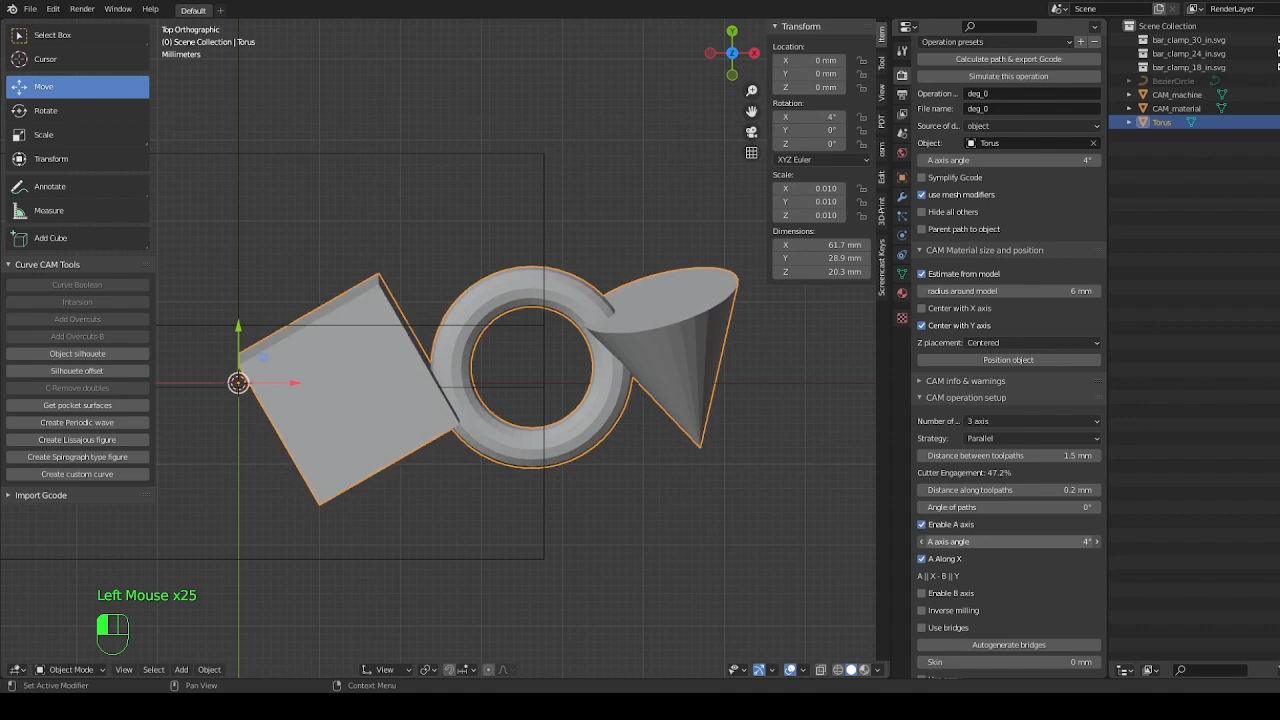 File Edit Render Window Help Default + Scene RenderLayer
Select Box
Cursor
Move
Rotate
Scale
Transform
Annotate
Measure
Add Cube
Curve CAM Tools
Curve Boolean
Intarsion
Add Overcuts
Add Overcuts-B
Object silhouete
Silhouete offset
C-Remove doubles
Get pocket surfaces
Create Periodic wave
Create Lissajous figure
Create Spirograph type figure
Create custom curve
Import Gcode
Top Orthographic
(0) Scene Collection | Torus
Millimeters
Y
Z
X
Left Mouse x25
Transform
Location:
X 0 mm
Y 0 mm
Z 0 mm
Rotation:
X 4°
Y 0°
Z 0°
XYZ Euler
Scale:
X 0.010
Y 0.010
Z 0.010
Dimensions:
X 61.7 mm
Y 28.9 mm
Z 20.3 mm
Item
Tool
View
PDT
osm
Edit
3D-Print
Screencast Keys
Operation presets
Calculate path & export Gcode
Simulate this operation
Operation .. deg_0
File name: deg_0
Source of d.. object
Object: Torus
A axis angle 4°
Symplify Gcode
use mesh modifiers
Hide all others
Parent path to object
CAM Material size and position
Estimate from model
radius around model 6 mm
Center with X axis
Center with Y axis
Z placement: Centered
Position object
CAM info & warnings
CAM operation setup
Number of .. 3 axis
Strategy: Parallel
Distance between toolpaths 1.5 mm
Cutter Engagement: 47.2%
Distance along toolpaths 0.2 mm
Angle of paths 0°
Enable A axis
A axis angle 4°
A Along X
A || X - B || Y
Enable B axis
Inverse milling
Use bridges
Autogenerate bridges
Skin 0 mm
Scene Collection
bar_clamp_30_in.svg
bar_clamp_24_in.svg
bar_clamp_18_in.svg
BezierCircle
CAM_machine
CAM_material
Torus
Object Mode View Select Add Object View
Set Active Modifier Pan View Context Menu